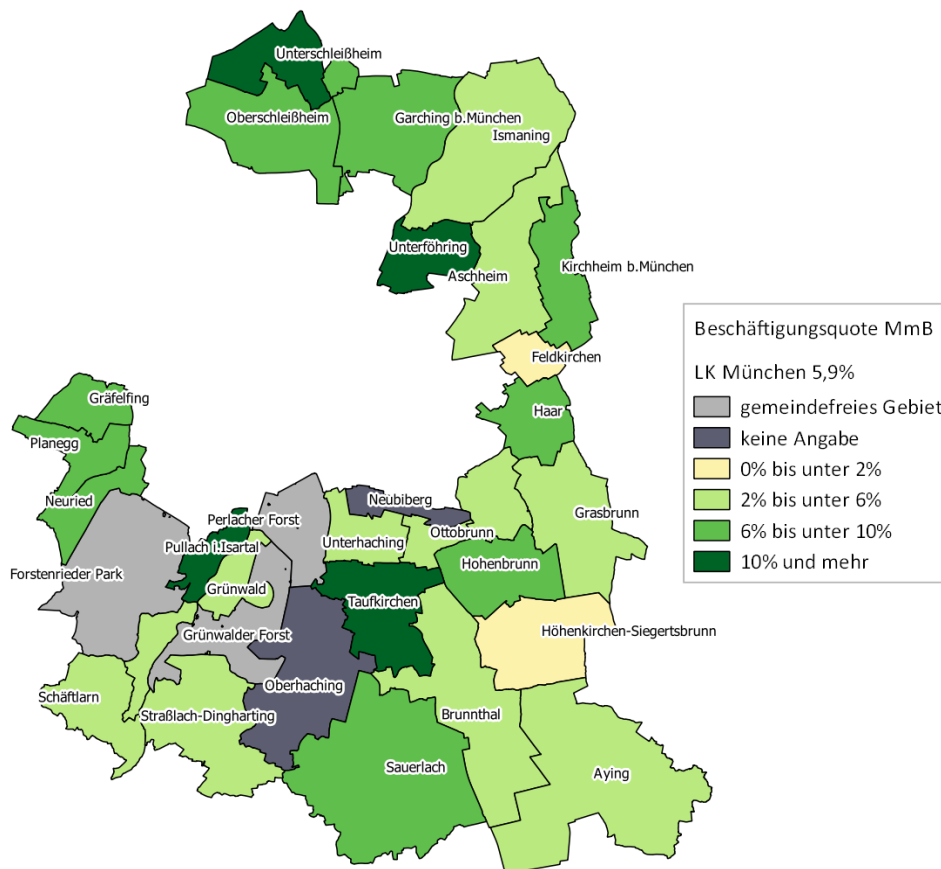 Unterschleißheim
Oberschleißheim
Garching b.München
Ismaning
Unterföhring
Aschheim
Kirchheim b.München
Feldkirchen
Haar
Gräfelfing
Planegg
Neuried
Forstenrieder Park
Perlacher Forst
Pullach i.Isartal
Grünwald
Grünwalder Forst
Neubiberg
Unterhaching
Ottobrunn
Hohenbrunn
Grasbrunn
Taufkirchen
Höhenkirchen-Siegertsbrunn
Schäftlarn
Straßlach-Dingharting
Oberhaching
Brunnthal
Sauerlach
Aying
Beschäftigungsquote MmB
LK München 5,9%
gemeindefreies Gebiet
keine Angabe
0% bis unter 2%
2% bis unter 6%
6% bis unter 10%
10% und mehr